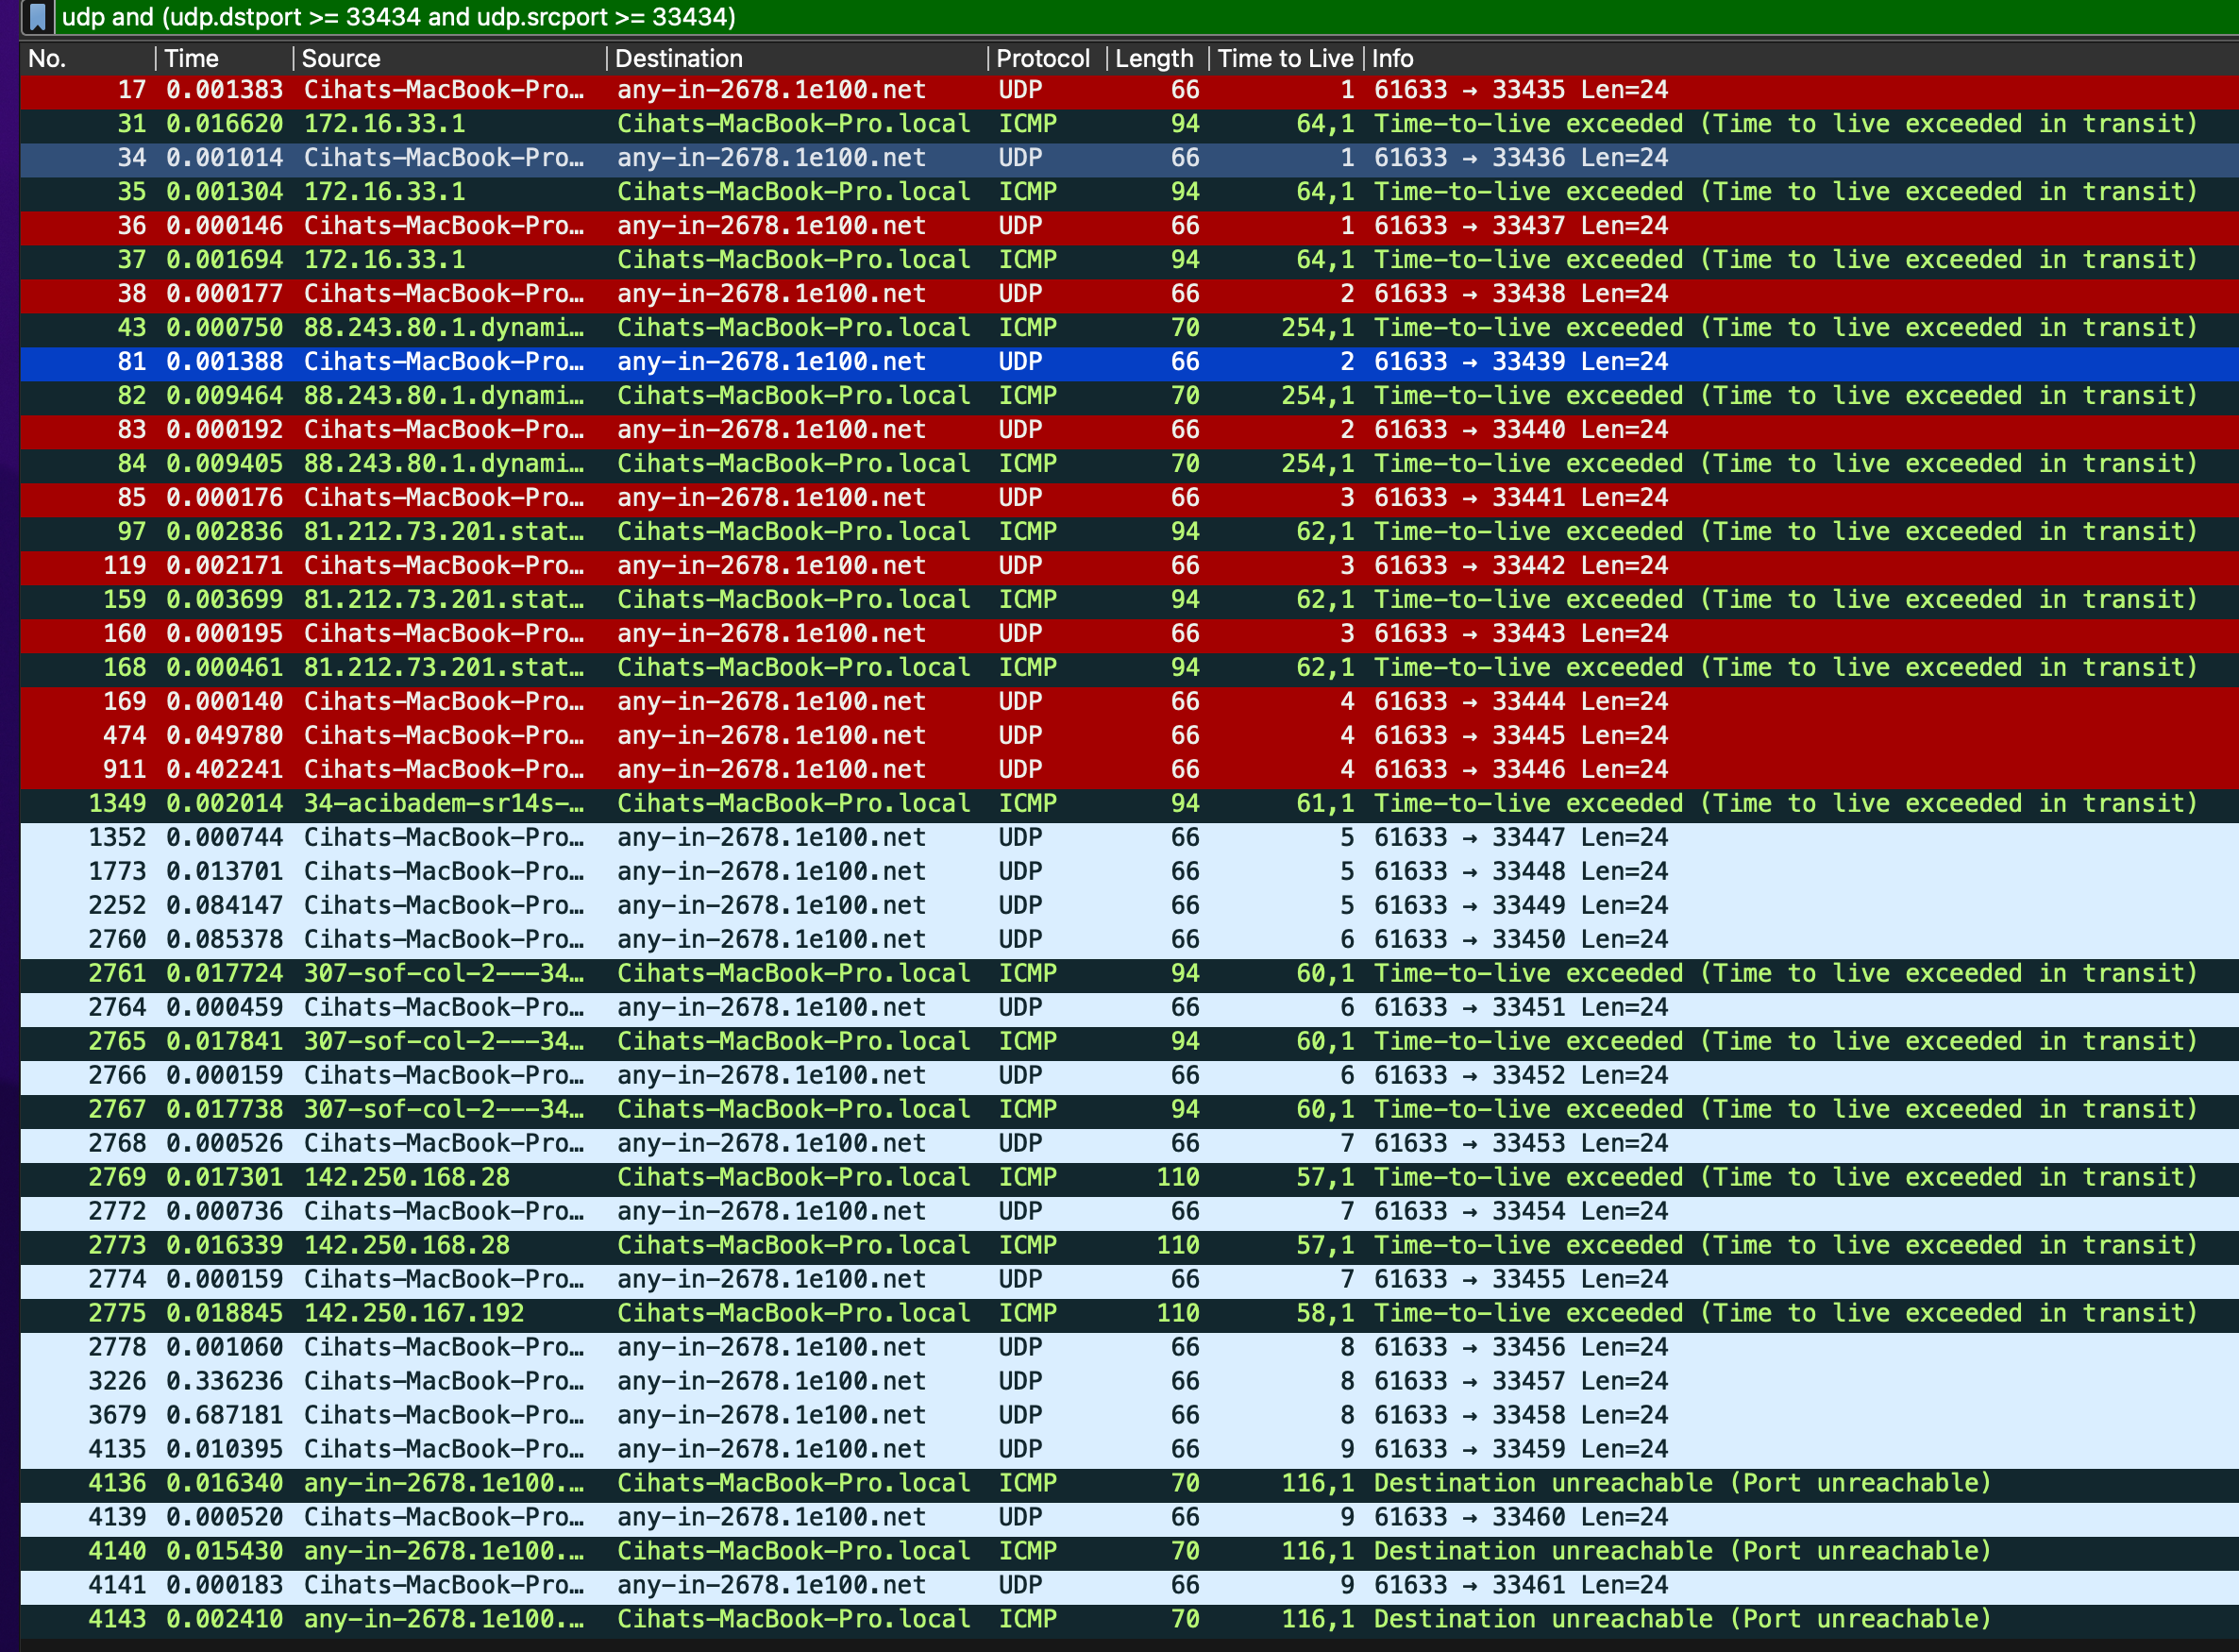 udp and (udp.dstport >= 33434 and udp.srcport >= 33434)
No. Time Source Destination Protocol Length Time to Live Info
17 0.001383 Cihats-MacBook-Pro… any-in-2678.1e100.net UDP 66 1 61633 → 33435 Len=24
31 0.016620 172.16.33.1 Cihats-MacBook-Pro.local ICMP 94 64,1 Time-to-live exceeded (Time to live exceeded in transit)
34 0.001014 Cihats-MacBook-Pro… any-in-2678.1e100.net UDP 66 1 61633 → 33436 Len=24
35 0.001304 172.16.33.1 Cihats-MacBook-Pro.local ICMP 94 64,1 Time-to-live exceeded (Time to live exceeded in transit)
36 0.000146 Cihats-MacBook-Pro… any-in-2678.1e100.net UDP 66 1 61633 → 33437 Len=24
37 0.001694 172.16.33.1 Cihats-MacBook-Pro.local ICMP 94 64,1 Time-to-live exceeded (Time to live exceeded in transit)
38 0.000177 Cihats-MacBook-Pro… any-in-2678.1e100.net UDP 66 2 61633 → 33438 Len=24
43 0.000750 88.243.80.1.dynami… Cihats-MacBook-Pro.local ICMP 70 254,1 Time-to-live exceeded (Time to live exceeded in transit)
81 0.001388 Cihats-MacBook-Pro… any-in-2678.1e100.net UDP 66 2 61633 → 33439 Len=24
82 0.009464 88.243.80.1.dynami… Cihats-MacBook-Pro.local ICMP 70 254,1 Time-to-live exceeded (Time to live exceeded in transit)
83 0.000192 Cihats-MacBook-Pro… any-in-2678.1e100.net UDP 66 2 61633 → 33440 Len=24
84 0.009405 88.243.80.1.dynami… Cihats-MacBook-Pro.local ICMP 70 254,1 Time-to-live exceeded (Time to live exceeded in transit)
85 0.000176 Cihats-MacBook-Pro… any-in-2678.1e100.net UDP 66 3 61633 → 33441 Len=24
97 0.002836 81.212.73.201.stat… Cihats-MacBook-Pro.local ICMP 94 62,1 Time-to-live exceeded (Time to live exceeded in transit)
119 0.002171 Cihats-MacBook-Pro… any-in-2678.1e100.net UDP 66 3 61633 → 33442 Len=24
159 0.003699 81.212.73.201.stat… Cihats-MacBook-Pro.local ICMP 94 62,1 Time-to-live exceeded (Time to live exceeded in transit)
160 0.000195 Cihats-MacBook-Pro… any-in-2678.1e100.net UDP 66 3 61633 → 33443 Len=24
168 0.000461 81.212.73.201.stat… Cihats-MacBook-Pro.local ICMP 94 62,1 Time-to-live exceeded (Time to live exceeded in transit)
169 0.000140 Cihats-MacBook-Pro… any-in-2678.1e100.net UDP 66 4 61633 → 33444 Len=24
474 0.049780 Cihats-MacBook-Pro… any-in-2678.1e100.net UDP 66 4 61633 → 33445 Len=24
911 0.402241 Cihats-MacBook-Pro… any-in-2678.1e100.net UDP 66 4 61633 → 33446 Len=24
1349 0.002014 34-acibadem-sr14s-… Cihats-MacBook-Pro.local ICMP 94 61,1 Time-to-live exceeded (Time to live exceeded in transit)
1352 0.000744 Cihats-MacBook-Pro… any-in-2678.1e100.net UDP 66 5 61633 → 33447 Len=24
1773 0.013701 Cihats-MacBook-Pro… any-in-2678.1e100.net UDP 66 5 61633 → 33448 Len=24
2252 0.084147 Cihats-MacBook-Pro… any-in-2678.1e100.net UDP 66 5 61633 → 33449 Len=24
2760 0.085378 Cihats-MacBook-Pro… any-in-2678.1e100.net UDP 66 6 61633 → 33450 Len=24
2761 0.017724 307-sof-col-2---34… Cihats-MacBook-Pro.local ICMP 94 60,1 Time-to-live exceeded (Time to live exceeded in transit)
2764 0.000459 Cihats-MacBook-Pro… any-in-2678.1e100.net UDP 66 6 61633 → 33451 Len=24
2765 0.017841 307-sof-col-2---34… Cihats-MacBook-Pro.local ICMP 94 60,1 Time-to-live exceeded (Time to live exceeded in transit)
2766 0.000159 Cihats-MacBook-Pro… any-in-2678.1e100.net UDP 66 6 61633 → 33452 Len=24
2767 0.017738 307-sof-col-2---34… Cihats-MacBook-Pro.local ICMP 94 60,1 Time-to-live exceeded (Time to live exceeded in transit)
2768 0.000526 Cihats-MacBook-Pro… any-in-2678.1e100.net UDP 66 7 61633 → 33453 Len=24
2769 0.017301 142.250.168.28 Cihats-MacBook-Pro.local ICMP 110 57,1 Time-to-live exceeded (Time to live exceeded in transit)
2772 0.000736 Cihats-MacBook-Pro… any-in-2678.1e100.net UDP 66 7 61633 → 33454 Len=24
2773 0.016339 142.250.168.28 Cihats-MacBook-Pro.local ICMP 110 57,1 Time-to-live exceeded (Time to live exceeded in transit)
2774 0.000159 Cihats-MacBook-Pro… any-in-2678.1e100.net UDP 66 7 61633 → 33455 Len=24
2775 0.018845 142.250.167.192 Cihats-MacBook-Pro.local ICMP 110 58,1 Time-to-live exceeded (Time to live exceeded in transit)
2778 0.001060 Cihats-MacBook-Pro… any-in-2678.1e100.net UDP 66 8 61633 → 33456 Len=24
3226 0.336236 Cihats-MacBook-Pro… any-in-2678.1e100.net UDP 66 8 61633 → 33457 Len=24
3679 0.687181 Cihats-MacBook-Pro… any-in-2678.1e100.net UDP 66 8 61633 → 33458 Len=24
4135 0.010395 Cihats-MacBook-Pro… any-in-2678.1e100.net UDP 66 9 61633 → 33459 Len=24
4136 0.016340 any-in-2678.1e100.… Cihats-MacBook-Pro.local ICMP 70 116,1 Destination unreachable (Port unreachable)
4139 0.000520 Cihats-MacBook-Pro… any-in-2678.1e100.net UDP 66 9 61633 → 33460 Len=24
4140 0.015430 any-in-2678.1e100.… Cihats-MacBook-Pro.local ICMP 70 116,1 Destination unreachable (Port unreachable)
4141 0.000183 Cihats-MacBook-Pro… any-in-2678.1e100.net UDP 66 9 61633 → 33461 Len=24
4143 0.002410 any-in-2678.1e100.… Cihats-MacBook-Pro.local ICMP 70 116,1 Destination unreachable (Port unreachable)